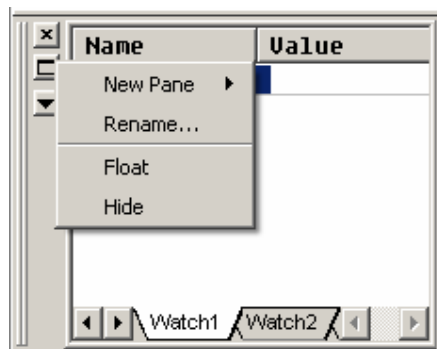 Name Value
New Pane
Rename...
Float
Hide
Watch1 Watch2